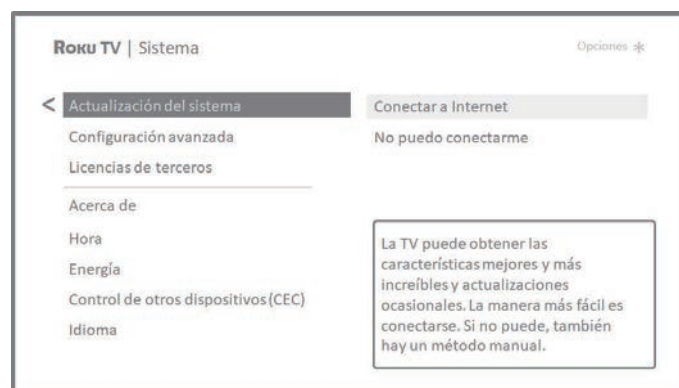 Roku TV | Sistema
Opciones *
< Actualización del sistema
Configuración avanzada
Licencias de terceros
Acerca de
Hora
Energía
Control de otros dispositivos (CEC)
Idioma
Conectar a Internet
No puedo conectarme
La TV puede obtener las
características mejores y más
increíbles y actualizaciones
ocasionales. La manera más fácil es
conectarse. Si no puede, también
hay un método manual.